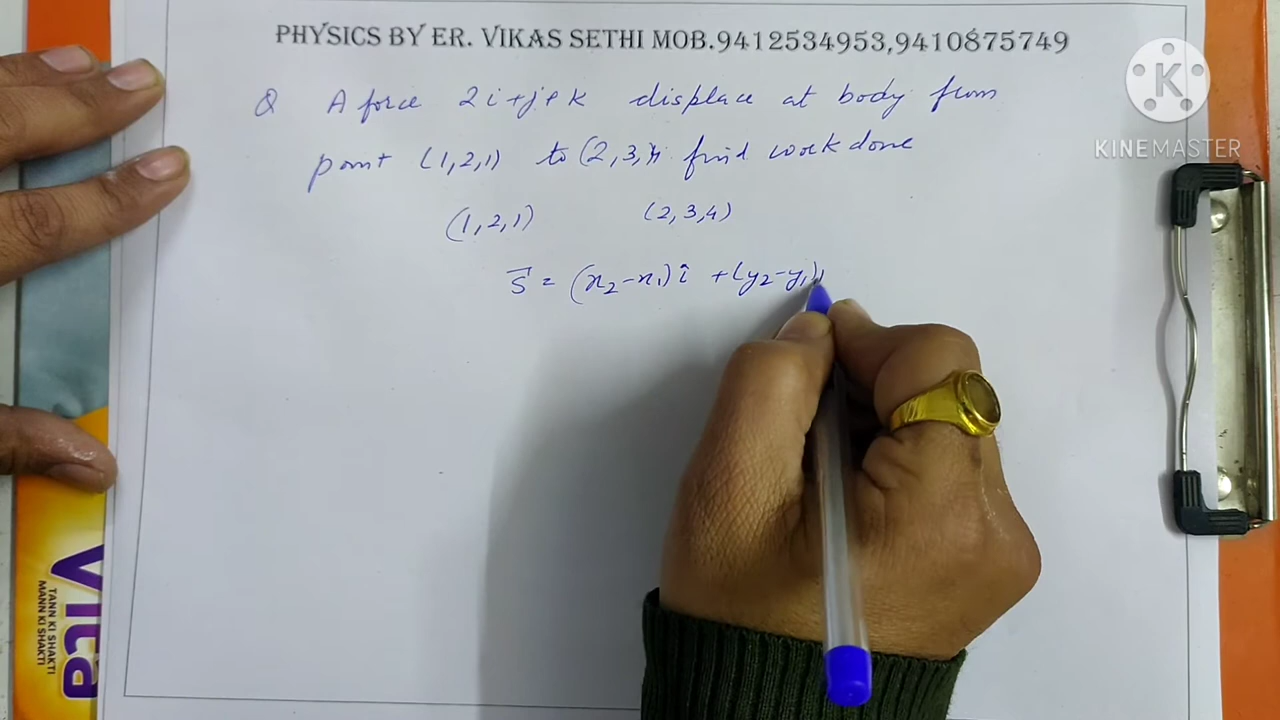 PHYSICS BY ER. VIKAS SETHI MOB.9412534953,9410875749
KINEMASTER
Q A force 2i+j+k displace at body from
point (1,2,1) to (2,3,4 find work done
(1,2,1) (2,3,4)
S⃗ = (x₂-x₁)î + (y₂-y₁)
Vita
TANN KI SHAKTI
MANN KI SHAKTI